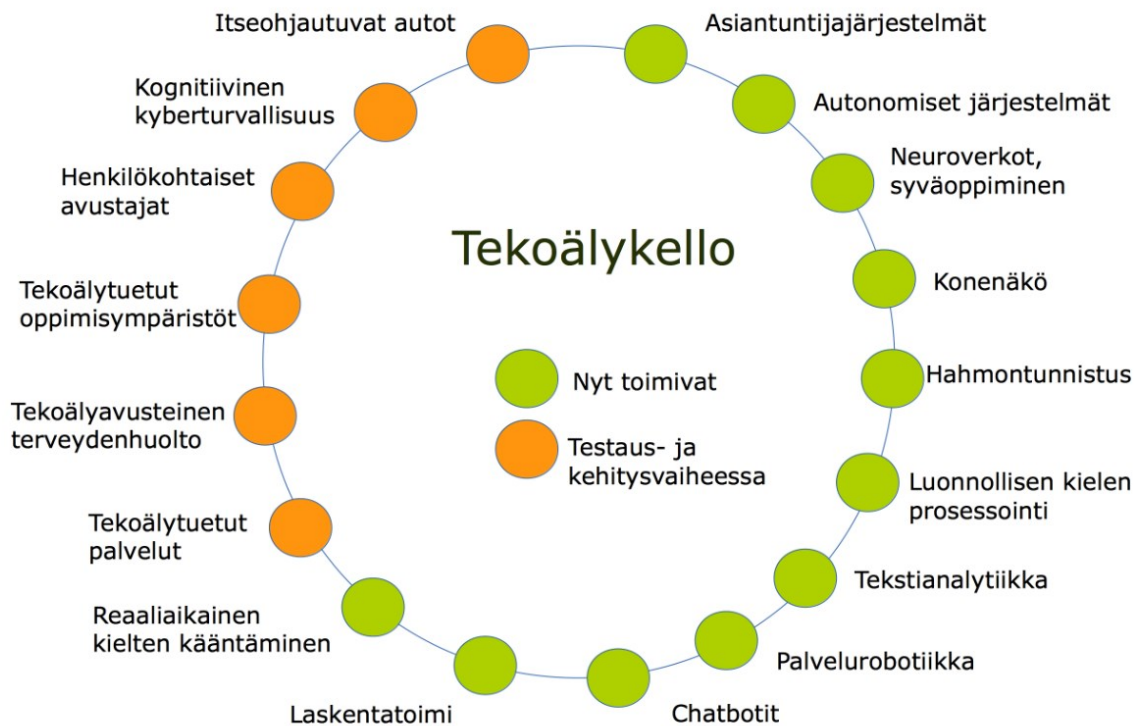 Tekoälykello
Nyt toimivat
Testaus- ja
kehitysvaiheessa
Asiantuntijajärjestelmät
Autonomiset järjestelmät
Neuroverkot,
syväoppiminen
Konenäkö
Hahmontunnistus
Luonnollisen kielen
prosessointi
Tekstianalytiikka
Palvelurobotiikka
Chatbotit
Laskentatoimi
Reaaliaikainen
kielten kääntäminen
Tekoälytuetut
palvelut
Tekoälyavusteinen
terveydenhuolto
Tekoälytuetut
oppimisympäristöt
Henkilökohtaiset
avustajat
Kognitiivinen
kyberturvallisuus
Itseohjautuvat autot